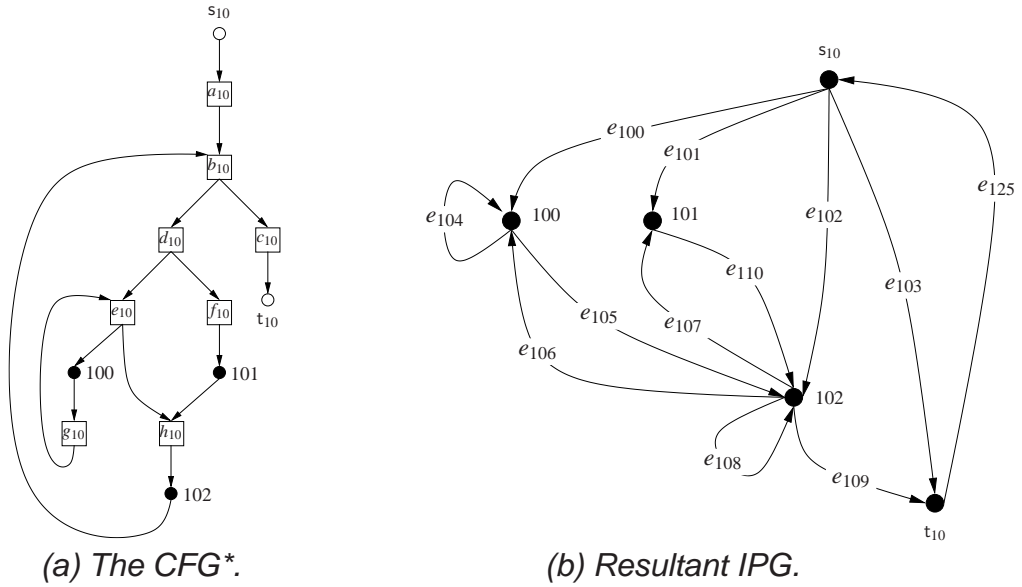 s10
a10
b10
d10
c10
e10
f10
t10
100
101
g10
h10
102
(a) The CFG*.
s10
e100
e101
e104
100
101
e102
e125
e110
e103
e105
e107
e106
102
e108
e109
t10
(b) Resultant IPG.